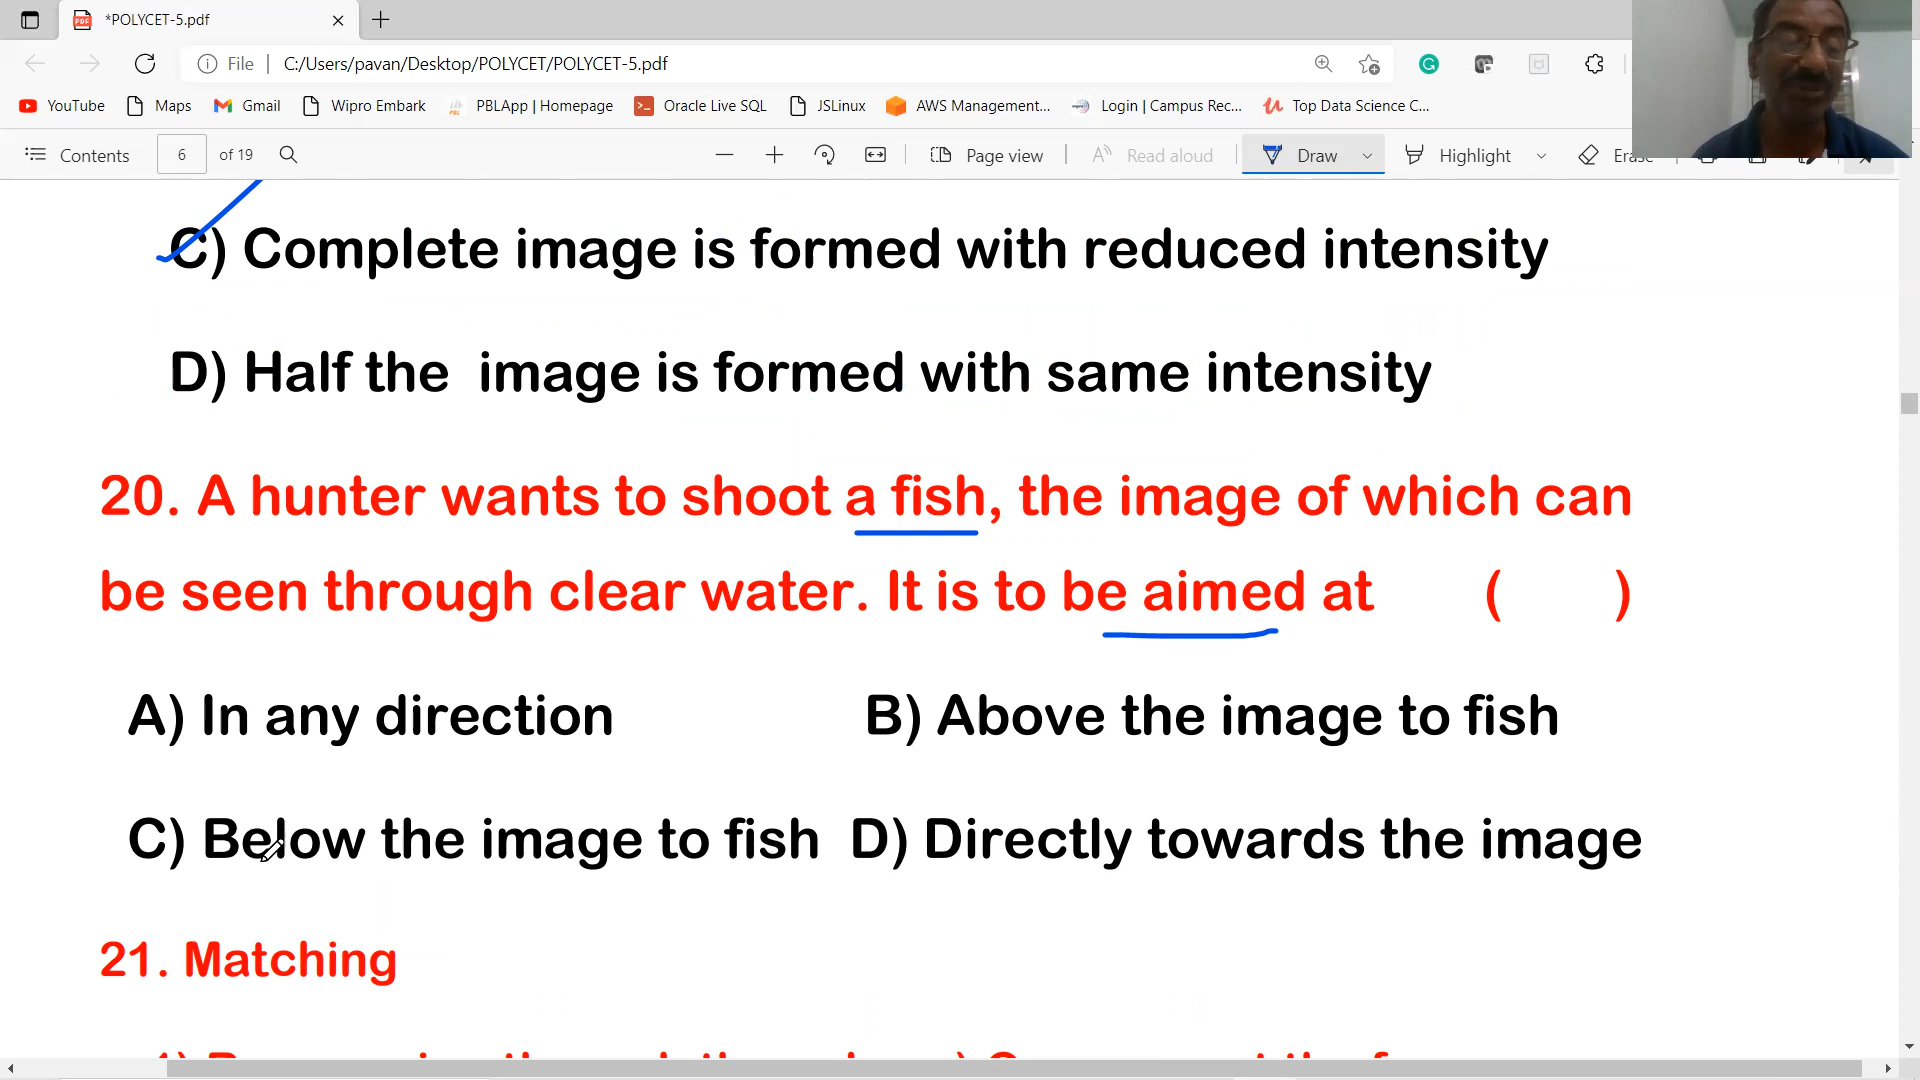 *POLYCET-5.pdf
File C:/Users/pavan/Desktop/POLYCET/POLYCET-5.pdf
YouTube Maps Gmail Wipro Embark PBLApp | Homepage Oracle Live SQL JSLinux AWS Management... Login | Campus Rec... Top Data Science C...
Contents 6 of 19 Page view Read aloud Draw Highlight Erase
C) Complete image is formed with reduced intensity
D) Half the image is formed with same intensity
20. A hunter wants to shoot a fish, the image of which can
be seen through clear water. It is to be aimed at ( )
A) In any direction B) Above the image to fish
C) Below the image to fish D) Directly towards the image
21. Matching